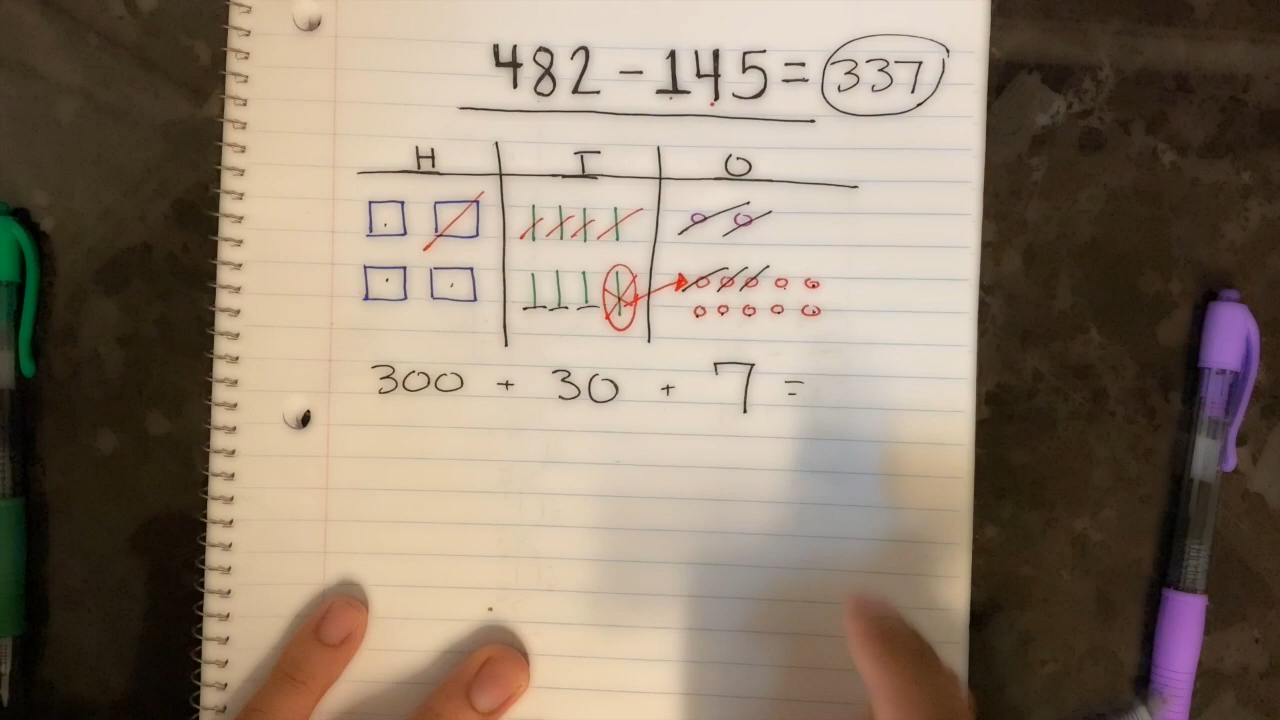 482 - 145 = 337
H T O
300 + 30 + 7 =